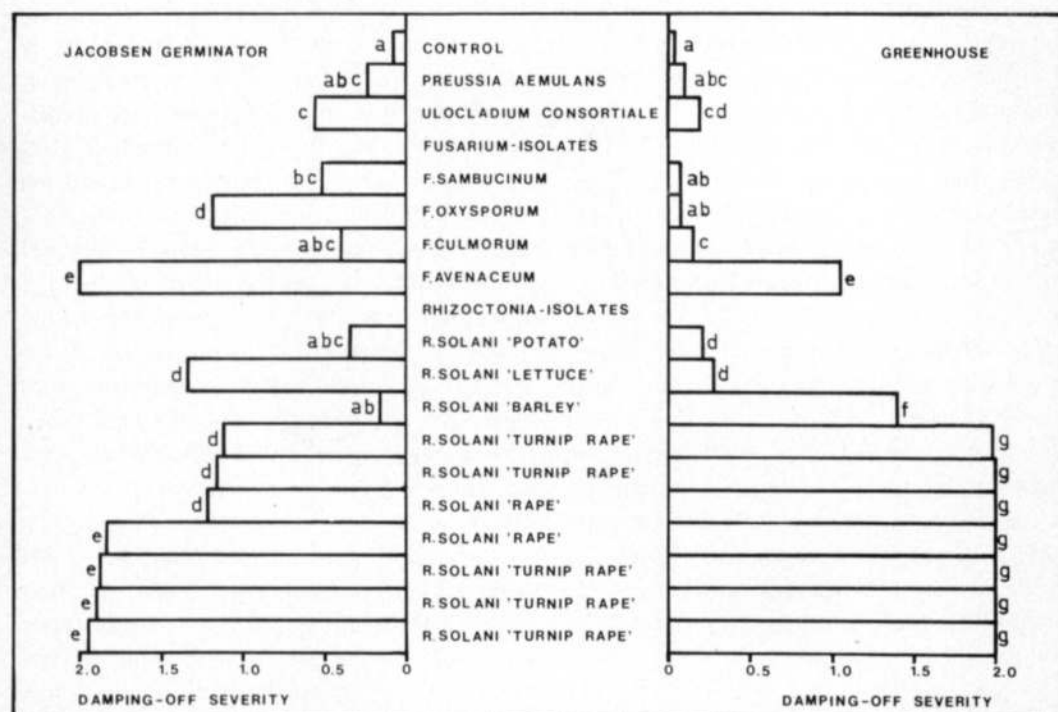 JACOBSEN GERMINATOR
GREENHOUSE
a CONTROL a
abc PREUSSIA AEMULANS abc
c ULOCLADIUM CONSORTIALE cd
FUSARIUM-ISOLATES
bc F.SAMBUCINUM ab
d F.OXYSPORUM ab
abc F.CULMORUM c
e F.AVENACEUM e
RHIZOCTONIA-ISOLATES
abc R.SOLANI 'POTATO' d
d R.SOLANI 'LETTUCE' d
ab R.SOLANI 'BARLEY' f
d R.SOLANI 'TURNIP RAPE' g
d R.SOLANI 'TURNIP RAPE' g
d R.SOLANI 'RAPE' g
e R.SOLANI 'RAPE' g
e R.SOLANI 'TURNIP RAPE' g
e R.SOLANI 'TURNIP RAPE' g
e R.SOLANI 'TURNIP RAPE' g
2.0 1.5 1.0 0.5 0 0 0.5 1.0 1.5 2.0
DAMPING-OFF SEVERITY DAMPING-OFF SEVERITY